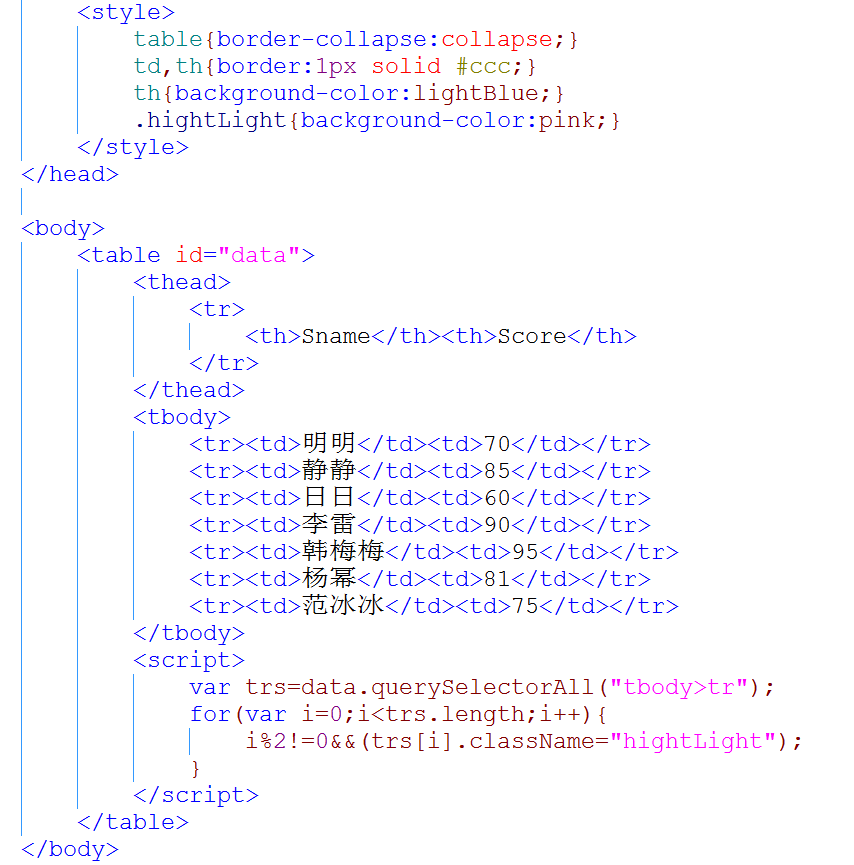 <style>
table{border-collapse:collapse;}
td,th{border:1px solid #ccc;}
th{background-color:lightBlue;}
.hightLight{background-color:pink;}
</style>
</head>
<body>
<table id="data">
<thead>
<tr>
<th>Sname</th><th>Score</th>
</tr>
</thead>
<tbody>
<tr><td>明明</td><td>70</td></tr>
<tr><td>静静</td><td>85</td></tr>
<tr><td>日日</td><td>60</td></tr>
<tr><td>李雷</td><td>90</td></tr>
<tr><td>韩梅梅</td><td>95</td></tr>
<tr><td>杨幂</td><td>81</td></tr>
<tr><td>范冰冰</td><td>75</td></tr>
</tbody>
<script>
var trs=data.querySelectorAll("tbody>tr");
for(var i=0;i<trs.length;i++){
i%2!=0&&(trs[i].className="hightLight");
}
</script>
</table>
</body>